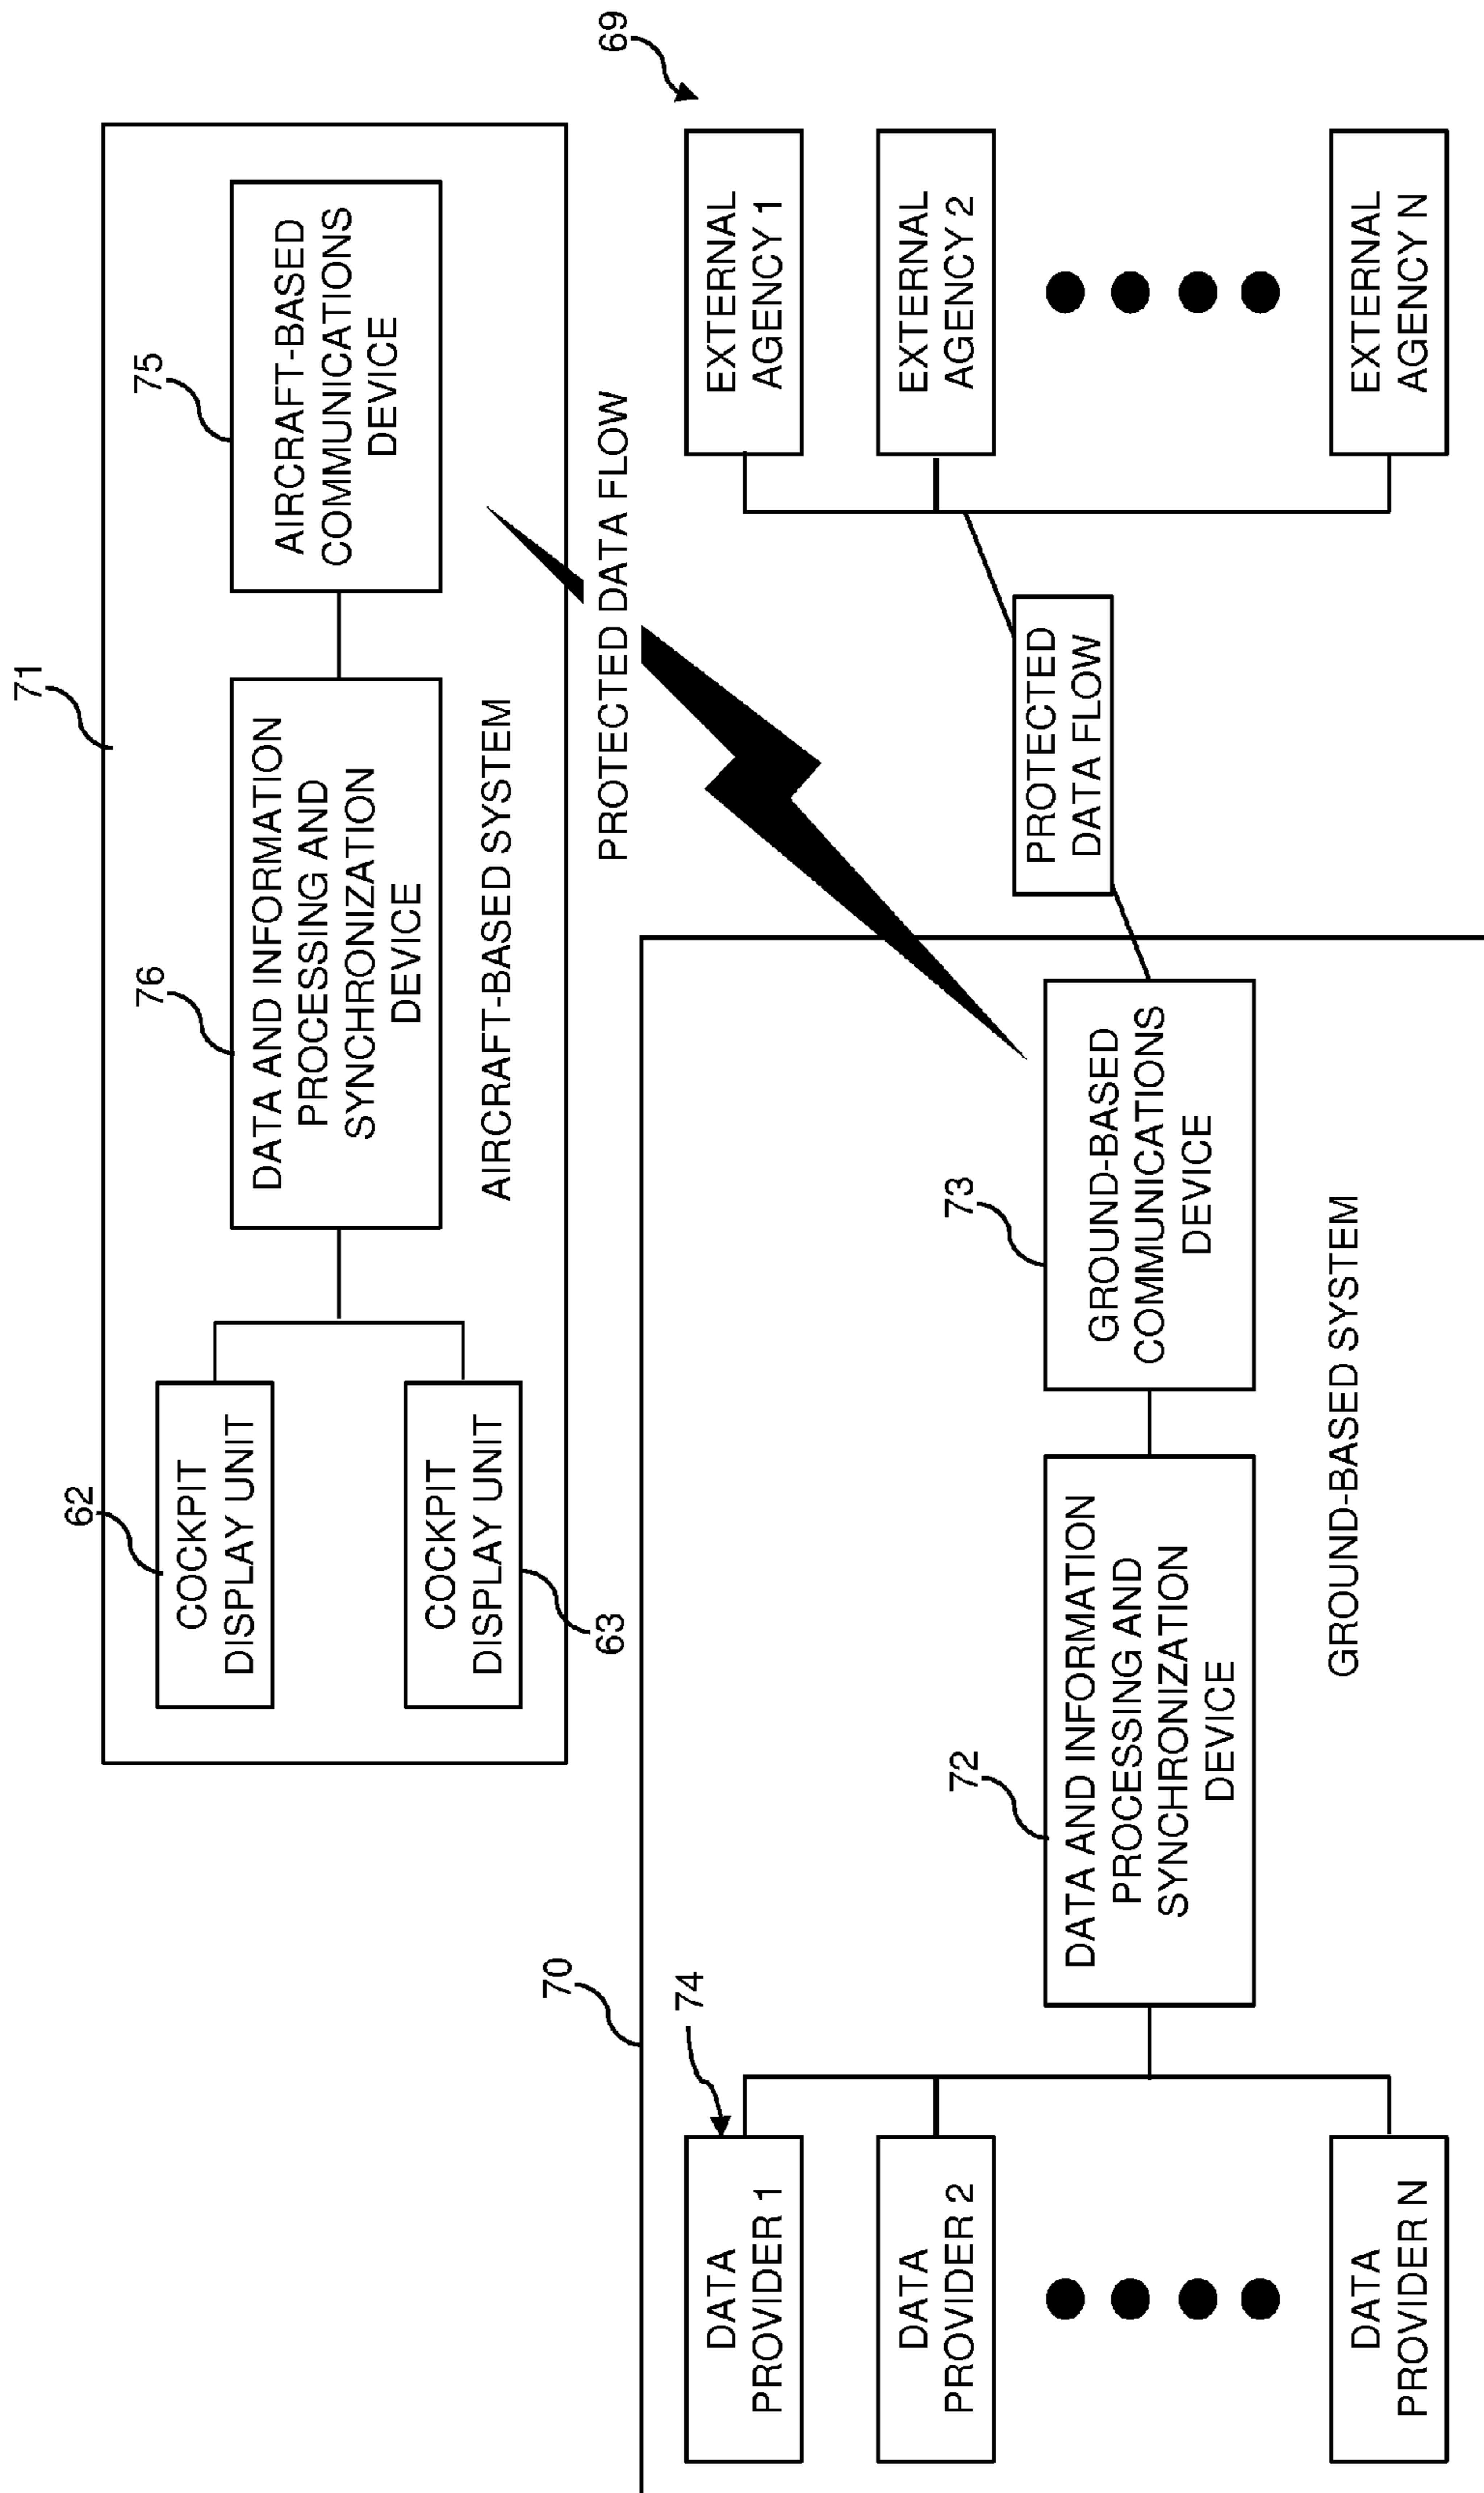 71
62
COCKPIT
DISPLAY UNIT
COCKPIT
DISPLAY UNIT
63
76
DATA AND INFORMATION
PROCESSING AND
SYNCHRONIZATION
DEVICE
75
AIRCRAFT-BASED
COMMUNICATIONS
DEVICE
AIRCRAFT-BASED SYSTEM
PROTECTED DATA FLOW
69
70
74
DATA
PROVIDER 1
DATA
PROVIDER 2
DATA
PROVIDER N
72
DATA AND INFORMATION
PROCESSING AND
SYNCHRONIZATION
DEVICE
73
GROUND-BASED
COMMUNICATIONS
DEVICE
GROUND-BASED SYSTEM
PROTECTED
DATA FLOW
EXTERNAL
AGENCY 1
EXTERNAL
AGENCY 2
EXTERNAL
AGENCY N